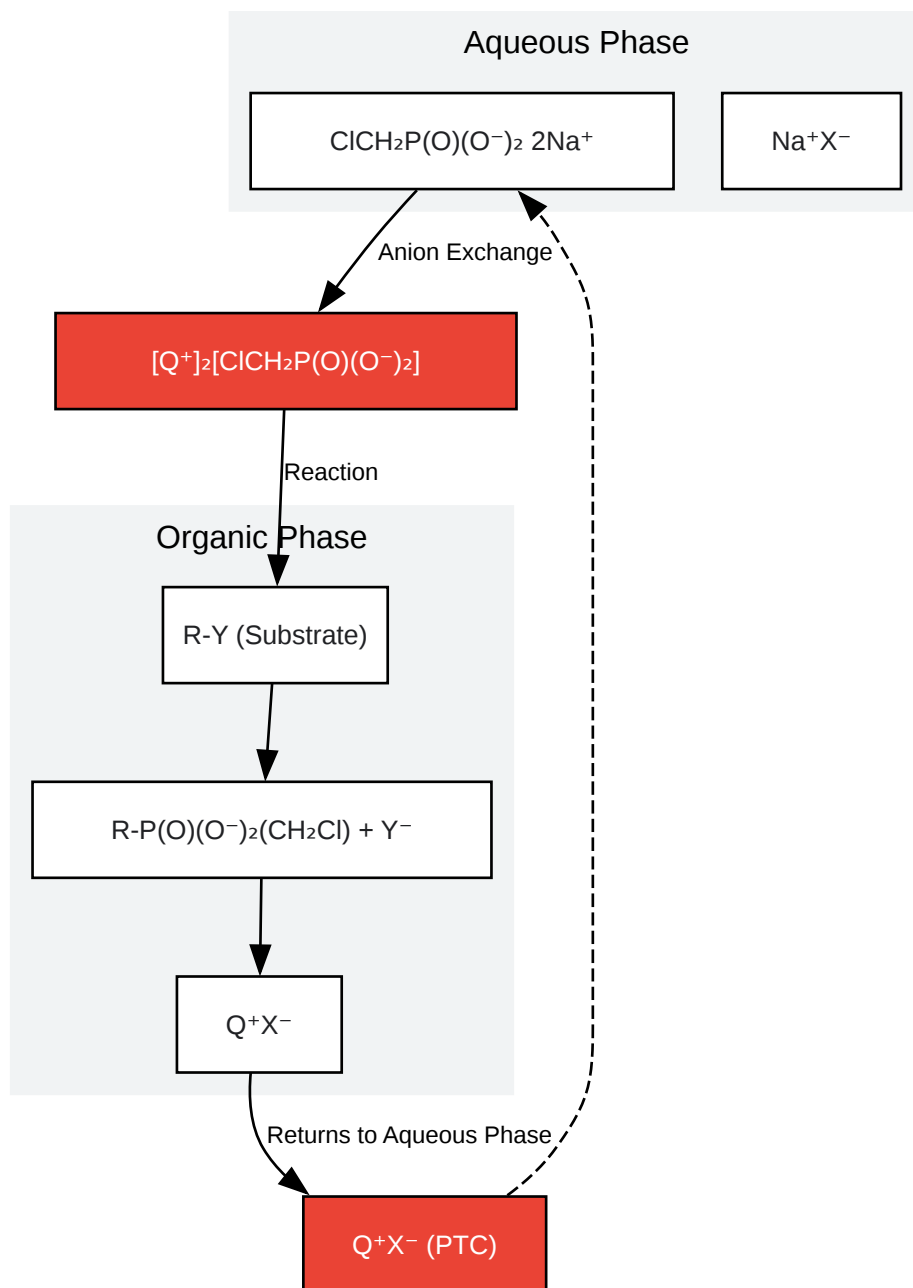 Aqueous Phase
ClCH₂P(O)(O⁻)₂ 2Na⁺
Na⁺X⁻
Anion Exchange
[Q⁺]₂[ClCH₂P(O)(O⁻)₂]
Reaction
Organic Phase
R-Y (Substrate)
R-P(O)(O⁻)₂(CH₂Cl) + Y⁻
Q⁺X⁻
Returns to Aqueous Phase
Q⁺X⁻ (PTC)